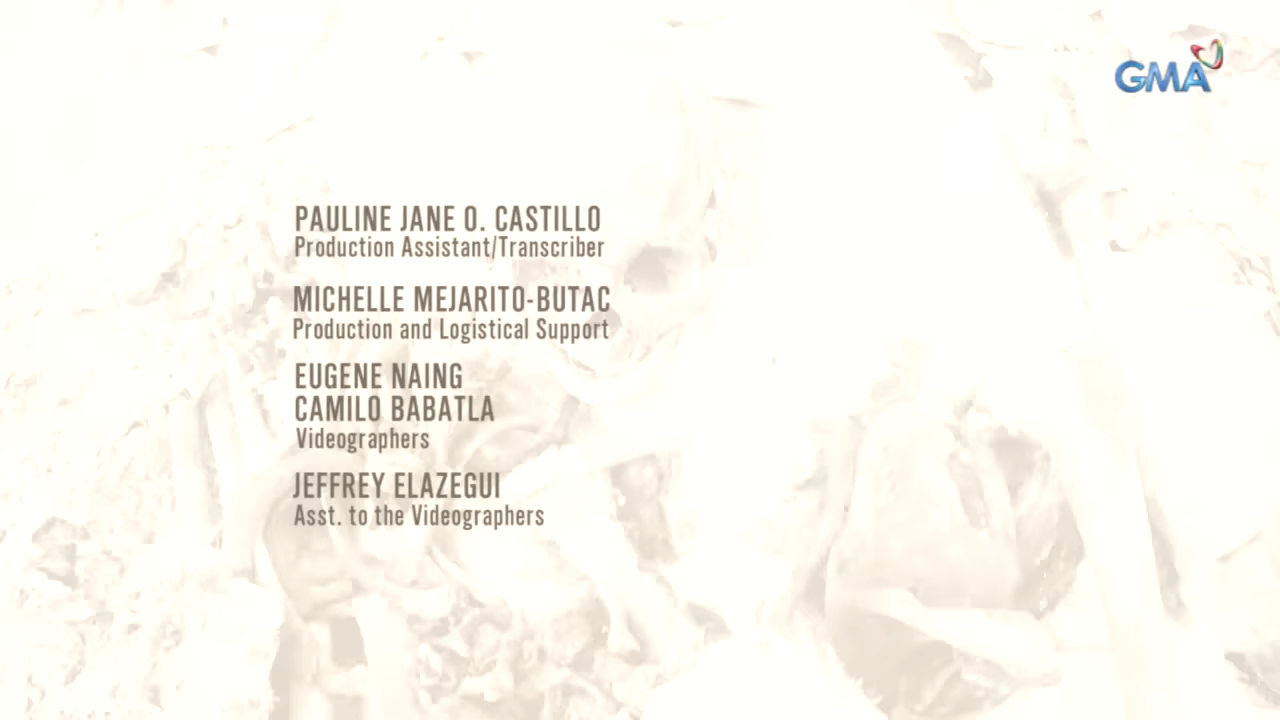 GMA
PAULINE JANE O. CASTILLO
Production Assistant/Transcriber
MICHELLE MEJARITO-BUTAC
Production and Logistical Support
EUGENE NAING
CAMILO BABATLA
Videographers
JEFFREY ELAZEGUI
Asst. to the Videographers